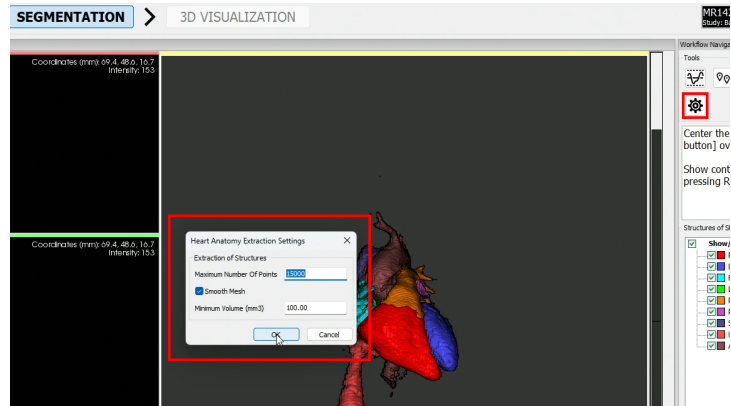 SEGMENTATION
3D VISUALIZATION
Study:
Coordinates (mm): 69.4, 48.6, 16.7
Intensity: 153
Workflow
Tools
Center the
button] ov
Show cont
pressing R
Structures of
Show/
Coordinates (mm): 69.4, 48.6, 16.7
Intensity: 153
Heart Anatomy Extraction Settings
Extraction of Structures
Maximum Number Of Points 15000
Smooth Mesh
Minimum Volume (mm3) 100.00
OK Cancel